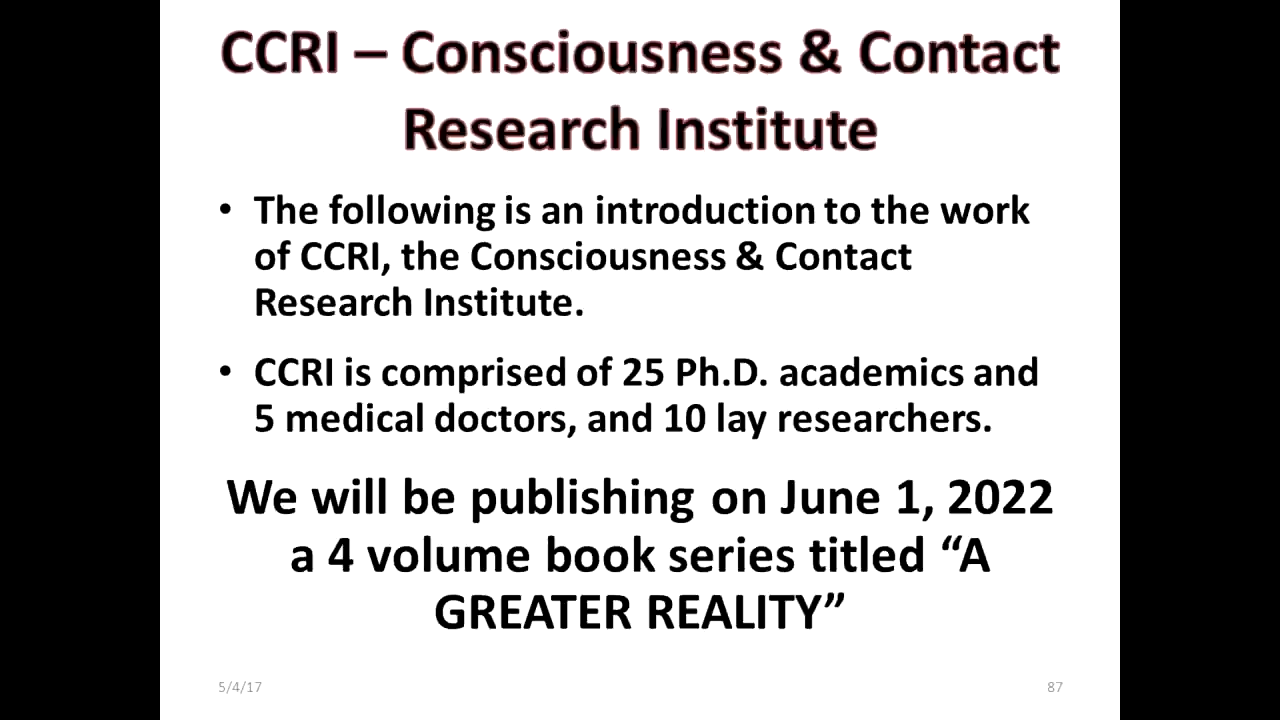 CCRI – Consciousness & Contact
Research Institute
• The following is an introduction to the work
of CCRI, the Consciousness & Contact
Research Institute.
• CCRI is comprised of 25 Ph.D. academics and
5 medical doctors, and 10 lay researchers.
We will be publishing on June 1, 2022
a 4 volume book series titled “A
GREATER REALITY”
5/4/17
87